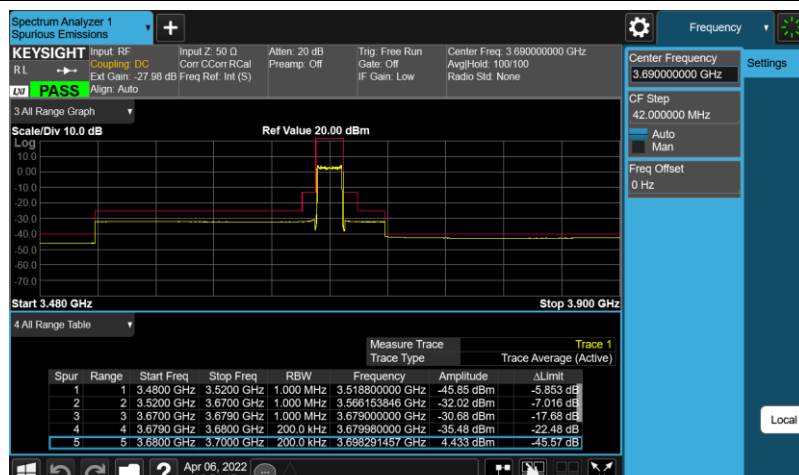 Spectrum Analyzer 1
Spurious Emissions
Frequency
KEYSIGHT
RL
LXI
PASS
Input: RF
Coupling: DC
Ext Gain: -27.98 dB
Align: Auto
Input Z: 50 Ω
Corr CCorr RCal
Freq Ref: Int (S)
Atten: 20 dB
Preamp: Off
Trig: Free Run
Gate: Off
IF Gain: Low
Center Freq: 3.690000000 GHz
Avg|Hold: 100/100
Radio Std: None
Center Frequency
3.690000000 GHz
Settings
CF Step
42.000000 MHz
Auto
Man
Freq Offset
0 Hz
Local
3 All Range Graph
Scale/Div 10.0 dB
Ref Value 20.00 dBm
Log
10.0
0.00
-10.0
-20.0
-30.0
-40.0
-50.0
-60.0
-70.0
Start 3.480 GHz
Stop 3.900 GHz
4 All Range Table
Measure Trace Trace 1
Trace Type Trace Average (Active)
Spur Range Start Freq Stop Freq RBW Frequency Amplitude ΔLimit
1 1 3.4800 GHz 3.5200 GHz 1.000 MHz 3.518800000 GHz -45.85 dBm -5.853 dB
2 2 3.5200 GHz 3.6700 GHz 1.000 MHz 3.566153846 GHz -32.02 dBm -7.016 dB
3 3 3.6700 GHz 3.6790 GHz 1.000 MHz 3.679000000 GHz -30.68 dBm -17.68 dB
4 4 3.6790 GHz 3.6800 GHz 200.0 kHz 3.679980000 GHz -35.48 dBm -22.48 dB
5 5 3.6800 GHz 3.7000 GHz 200.0 kHz 3.698291457 GHz 4.433 dBm -45.57 dB
Apr 06, 2022